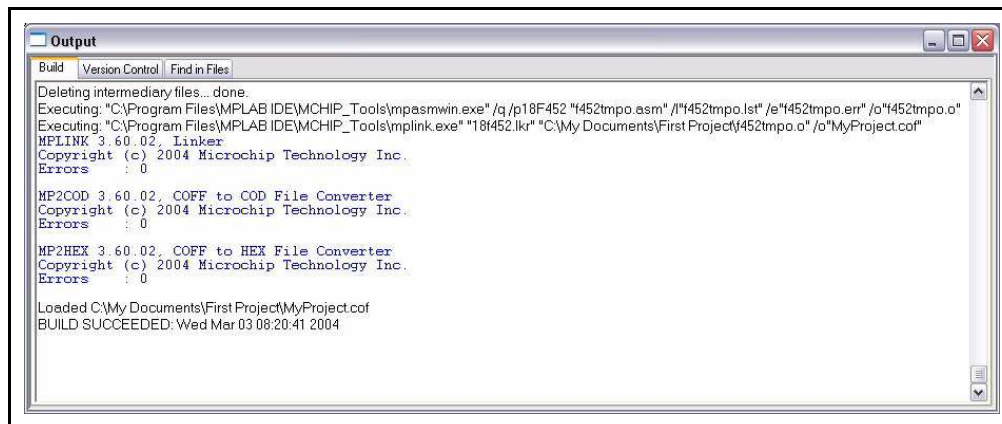 Output
Build Version Control Find in Files
Deleting intermediary files... done.
Executing: "C:\Program Files\MPLAB IDE\MCHIP_Tools\mpasmwin.exe" /q /p18F452 "f452tmpo.asm" /l"f452tmpo.lst" /e"f452tmpo.err" /o"f452tmpo.o"
Executing: "C:\Program Files\MPLAB IDE\MCHIP_Tools\mplink.exe" "18f452.lkr" "C:\My Documents\First Project\f452tmpo.o" /o"MyProject.cof"
MPLINK 3.60.02, Linker
Copyright (c) 2004 Microchip Technology Inc.
Errors : 0
MP2COD 3.60.02, COFF to COD File Converter
Copyright (c) 2004 Microchip Technology Inc.
Errors : 0
MP2HEX 3.60.02, COFF to HEX File Converter
Copyright (c) 2004 Microchip Technology Inc.
Errors : 0
Loaded C:\My Documents\First Project\MyProject.cof
BUILD SUCCEEDED: Wed Mar 03 08:20:41 2004